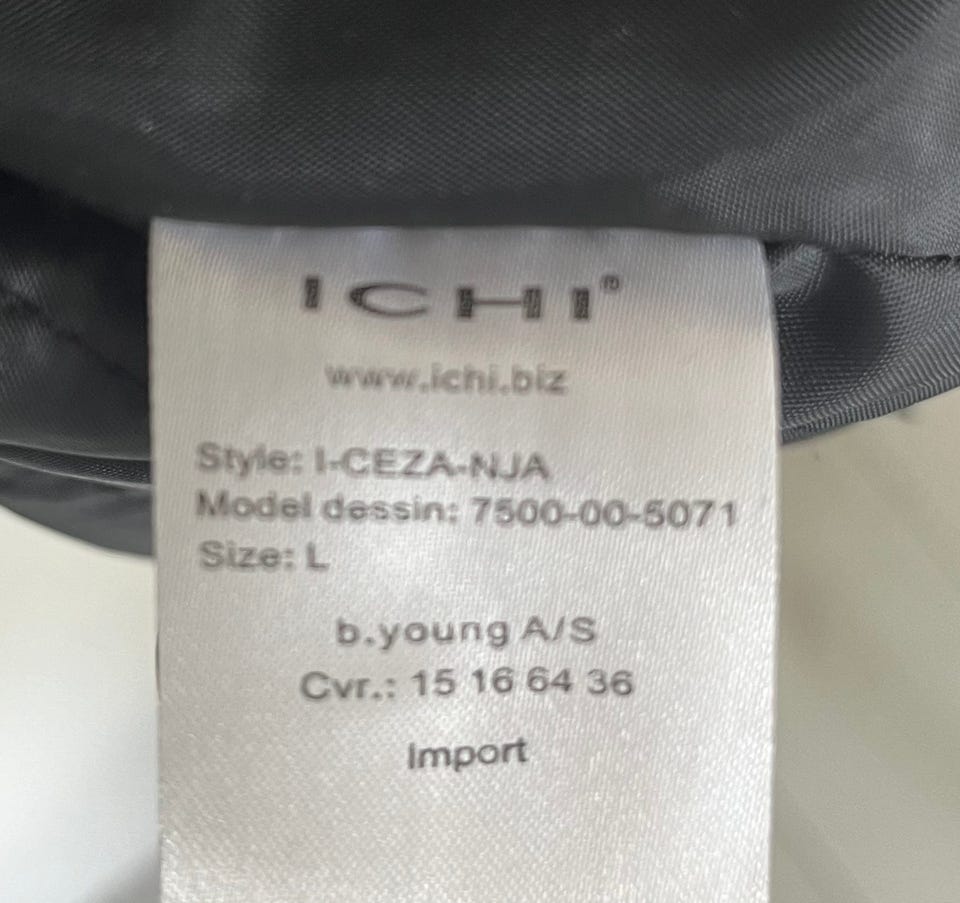 ICHI®
www.ichi.biz
Style: I-CEZA-NJA
Model dessin: 7500-00-5071
Size: L
b.young A/S
Cvr.: 15 16 64 36
Import